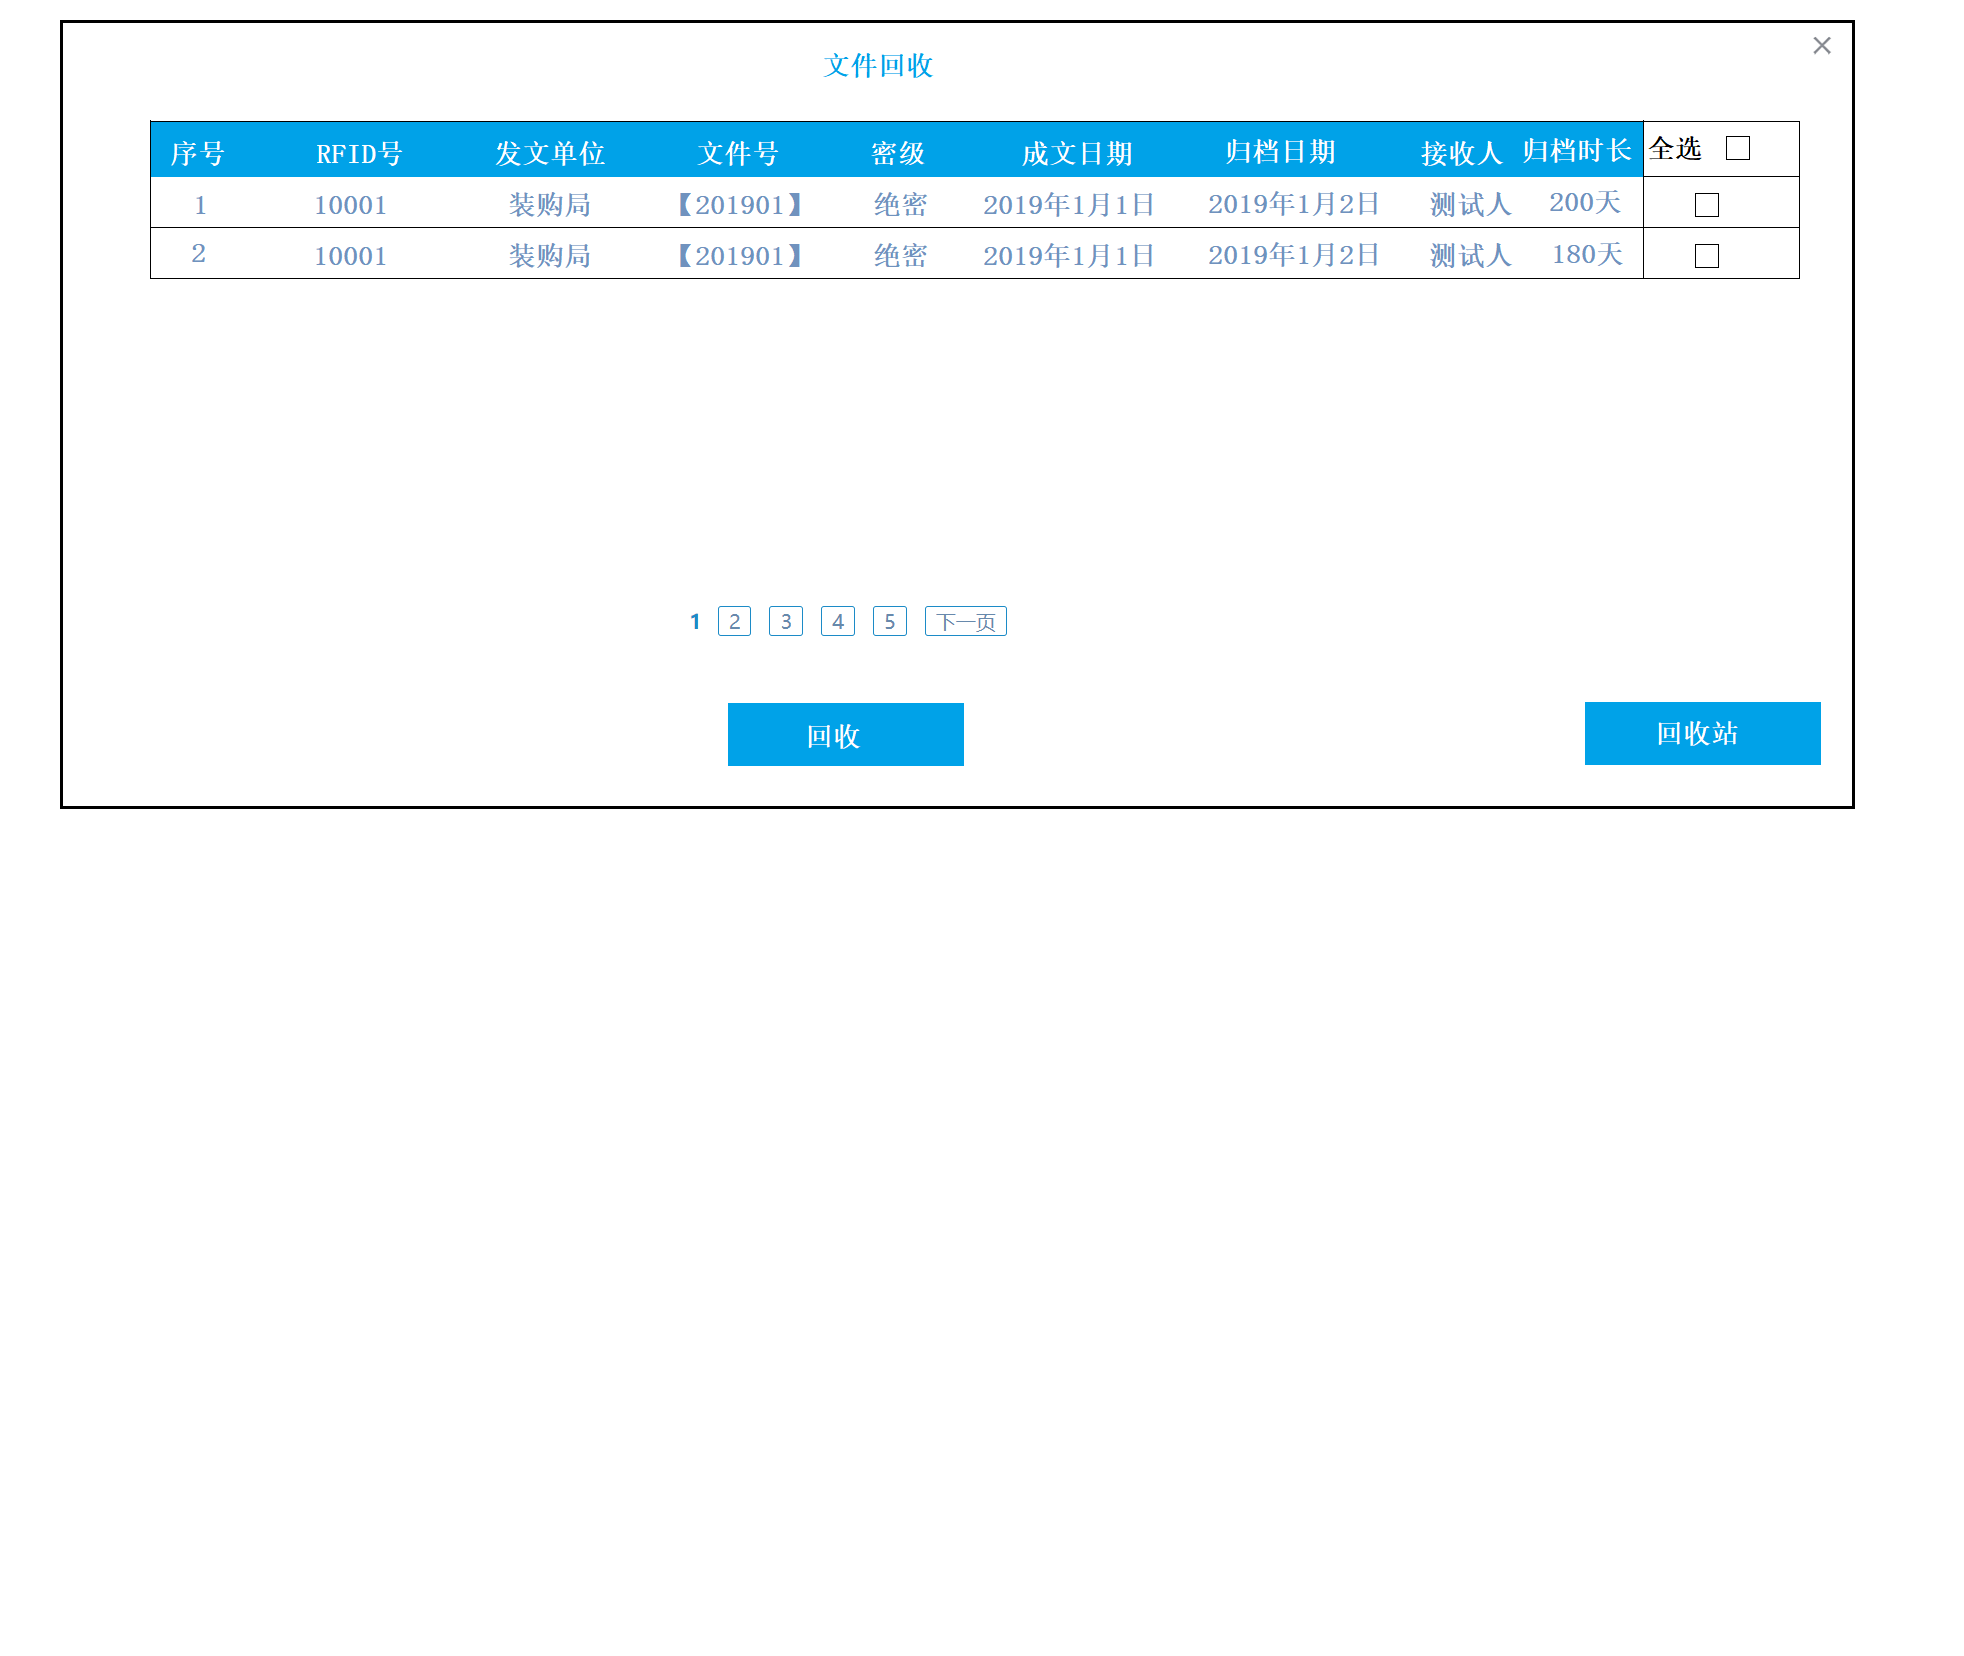 文件回收
序号 RFID号 发文单位 文件号 密级 成文日期 归档日期 接收人 归档时长 全选
1 10001 装购局 【201901】 绝密 2019年1月1日 2019年1月2日 测试人 200天
2 10001 装购局 【201901】 绝密 2019年1月1日 2019年1月2日 测试人 180天
1 2 3 4 5 下一页
回收 回收站